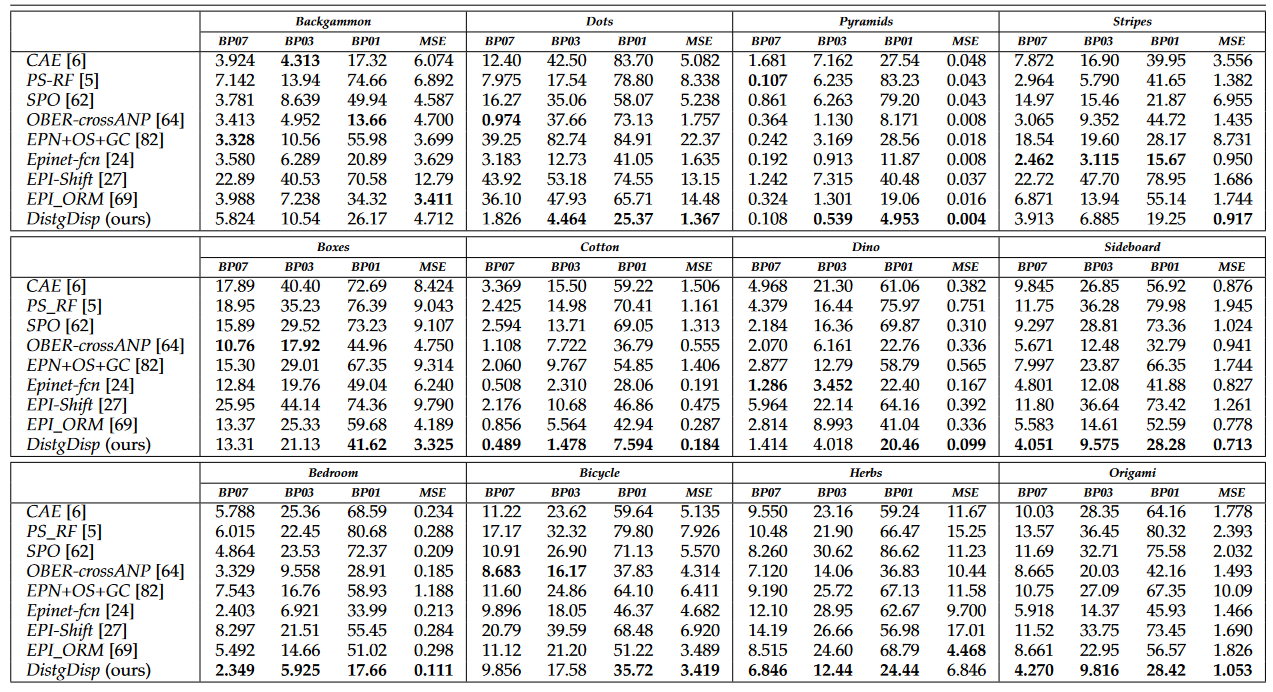 Backgammon Dots Pyramids Stripes
BP07 BP03 BP01 MSE BP07 BP03 BP01 MSE BP07 BP03 BP01 MSE BP07 BP03 BP01 MSE
CAE [6] 3.924 4.313 17.32 6.074 12.40 42.50 83.70 5.082 1.681 7.162 27.54 0.048 7.872 16.90 39.95 3.556
PS-RF [5] 7.142 13.94 74.66 6.892 7.975 17.54 78.80 8.338 0.107 6.235 83.23 0.043 2.964 5.790 41.65 1.382
SPO [62] 3.781 8.639 49.94 4.587 16.27 35.06 58.07 5.238 0.861 6.263 79.20 0.043 14.97 15.46 21.87 6.955
OBER-crossANP [64] 3.413 4.952 13.66 4.700 0.974 37.66 73.13 1.757 0.364 1.130 8.171 0.008 3.065 9.352 44.72 1.435
EPN+OS+GC [82] 3.328 10.56 55.98 3.699 39.25 82.74 84.91 22.37 0.242 3.169 28.56 0.018 18.54 19.60 28.17 8.731
Epinet-fcn [24] 3.580 6.289 20.89 3.629 3.183 12.73 41.05 1.635 0.192 0.913 11.87 0.008 2.462 3.115 15.67 0.950
EPI-Shift [27] 22.89 40.53 70.58 12.79 43.92 53.18 74.55 13.15 1.242 7.315 40.48 0.037 22.72 47.70 78.95 1.686
EPI_ORM [69] 3.988 7.238 34.32 3.411 36.10 47.93 65.71 14.48 0.324 1.301 19.06 0.016 6.871 13.94 55.14 1.744
DistgDisp (ours) 5.824 10.54 26.17 4.712 1.826 4.464 25.37 1.367 0.108 0.539 4.953 0.004 3.913 6.885 19.25 0.917
Boxes Cotton Dino Sideboard
BP07 BP03 BP01 MSE BP07 BP03 BP01 MSE BP07 BP03 BP01 MSE BP07 BP03 BP01 MSE
CAE [6] 17.89 40.40 72.69 8.424 3.369 15.50 59.22 1.506 4.968 21.30 61.06 0.382 9.845 26.85 56.92 0.876
PS_RF [5] 18.95 35.23 76.39 9.043 2.425 14.98 70.41 1.161 4.379 16.44 75.97 0.751 11.75 36.28 79.98 1.945
SPO [62] 15.89 29.52 73.23 9.107 2.594 13.71 69.05 1.313 2.184 16.36 69.87 0.310 9.297 28.81 73.36 1.024
OBER-crossANP [64] 10.76 17.92 44.96 4.750 1.108 7.722 36.79 0.555 2.070 6.161 22.76 0.336 5.671 12.48 32.79 0.941
EPN+OS+GC [82] 15.30 29.01 67.35 9.314 2.060 9.767 54.85 1.406 2.877 12.79 58.79 0.565 7.997 23.87 66.35 1.744
Epinet-fcn [24] 12.84 19.76 49.04 6.240 0.508 2.310 28.06 0.191 1.286 3.452 22.40 0.167 4.801 12.08 41.88 0.827
EPI-Shift [27] 25.95 44.14 74.36 9.790 2.176 10.68 46.86 0.475 5.964 22.14 64.16 0.392 11.80 36.64 73.42 1.261
EPI_ORM [69] 13.37 25.33 59.68 4.189 0.856 5.564 42.94 0.287 2.814 8.993 41.04 0.336 5.583 14.61 52.59 0.778
DistgDisp (ours) 13.31 21.13 41.62 3.325 0.489 1.478 7.594 0.184 1.414 4.018 20.46 0.099 4.051 9.575 28.28 0.713
Bedroom Bicycle Herbs Origami
BP07 BP03 BP01 MSE BP07 BP03 BP01 MSE BP07 BP03 BP01 MSE BP07 BP03 BP01 MSE
CAE [6] 5.788 25.36 68.59 0.234 11.22 23.62 59.64 5.135 9.550 23.16 59.24 11.67 10.03 28.35 64.16 1.778
PS_RF [5] 6.015 22.45 80.68 0.288 17.17 32.32 79.80 7.926 10.48 21.90 66.47 15.25 13.57 36.45 80.32 2.393
SPO [62] 4.864 23.53 72.37 0.209 10.91 26.90 71.13 5.570 8.260 30.62 86.62 11.23 11.69 32.71 75.58 2.032
OBER-crossANP [64] 3.329 9.558 28.91 0.185 8.683 16.17 37.83 4.314 7.120 14.06 36.83 10.44 8.665 20.03 42.16 1.493
EPN+OS+GC [82] 7.543 16.76 58.93 1.188 11.60 24.86 64.10 6.411 9.190 25.72 67.13 11.58 10.75 27.09 67.35 10.09
Epinet-fcn [24] 2.403 6.921 33.99 0.213 9.896 18.05 46.37 4.682 12.10 28.95 62.67 9.700 5.918 14.37 45.93 1.466
EPI-Shift [27] 8.297 21.51 55.45 0.284 20.79 39.59 68.48 6.920 14.19 26.66 56.98 17.01 11.52 33.75 73.45 1.690
EPI_ORM [69] 5.492 14.66 51.02 0.298 11.12 21.20 51.22 3.489 8.515 24.60 68.79 4.468 8.661 22.95 56.57 1.826
DistgDisp (ours) 2.349 5.925 17.66 0.111 9.856 17.58 35.72 3.419 6.846 12.44 24.44 6.846 4.270 9.816 28.42 1.053